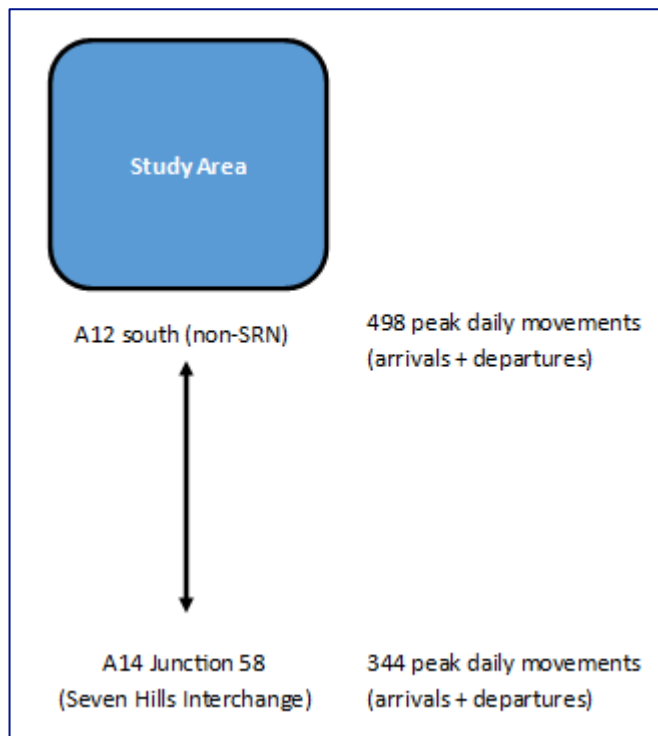 Study Area
A12 south (non-SRN)
498 peak daily movements
(arrivals + departures)
A14 Junction 58
(Seven Hills Interchange)
344 peak daily movements
(arrivals + departures)